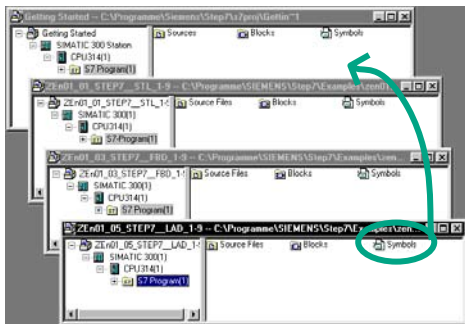 Getting Started -- C:\Programme\Siemens\Step7\s7proj\Gettin~1
Getting Started
SIMATIC 300 Station
CPU314(1)
S7 Program(1)
Sources
Blocks
Symbols
ZEn01_01_STEP7__STL_1-9 -- C:\Programme\SIEMENS\Step7\Examples\zen01
ZEn01_01_STEP7__STL_1-9
SIMATIC 300(1)
CPU314(1)
S7-Program(1)
Source Files
Blocks
Symbols
ZEn01_03_STEP7__FBD_1-9 -- C:\Programme\SIEMENS\Step7\Examples\zen...
ZEn01_03_STEP7__FBD_1-
SIMATIC 300(1)
CPU314(1)
S7 Program(1)
Source Files
Blocks
Symbols
ZEn01_05_STEP7__LAD_1-9 -- C:\Programme\SIEMENS\Step7\Examples\zen...
ZEn01_05_STEP7__LAD_1-
SIMATIC 300(1)
CPU314(1)
S7 Program(1)
Source Files
Blocks
Symbols